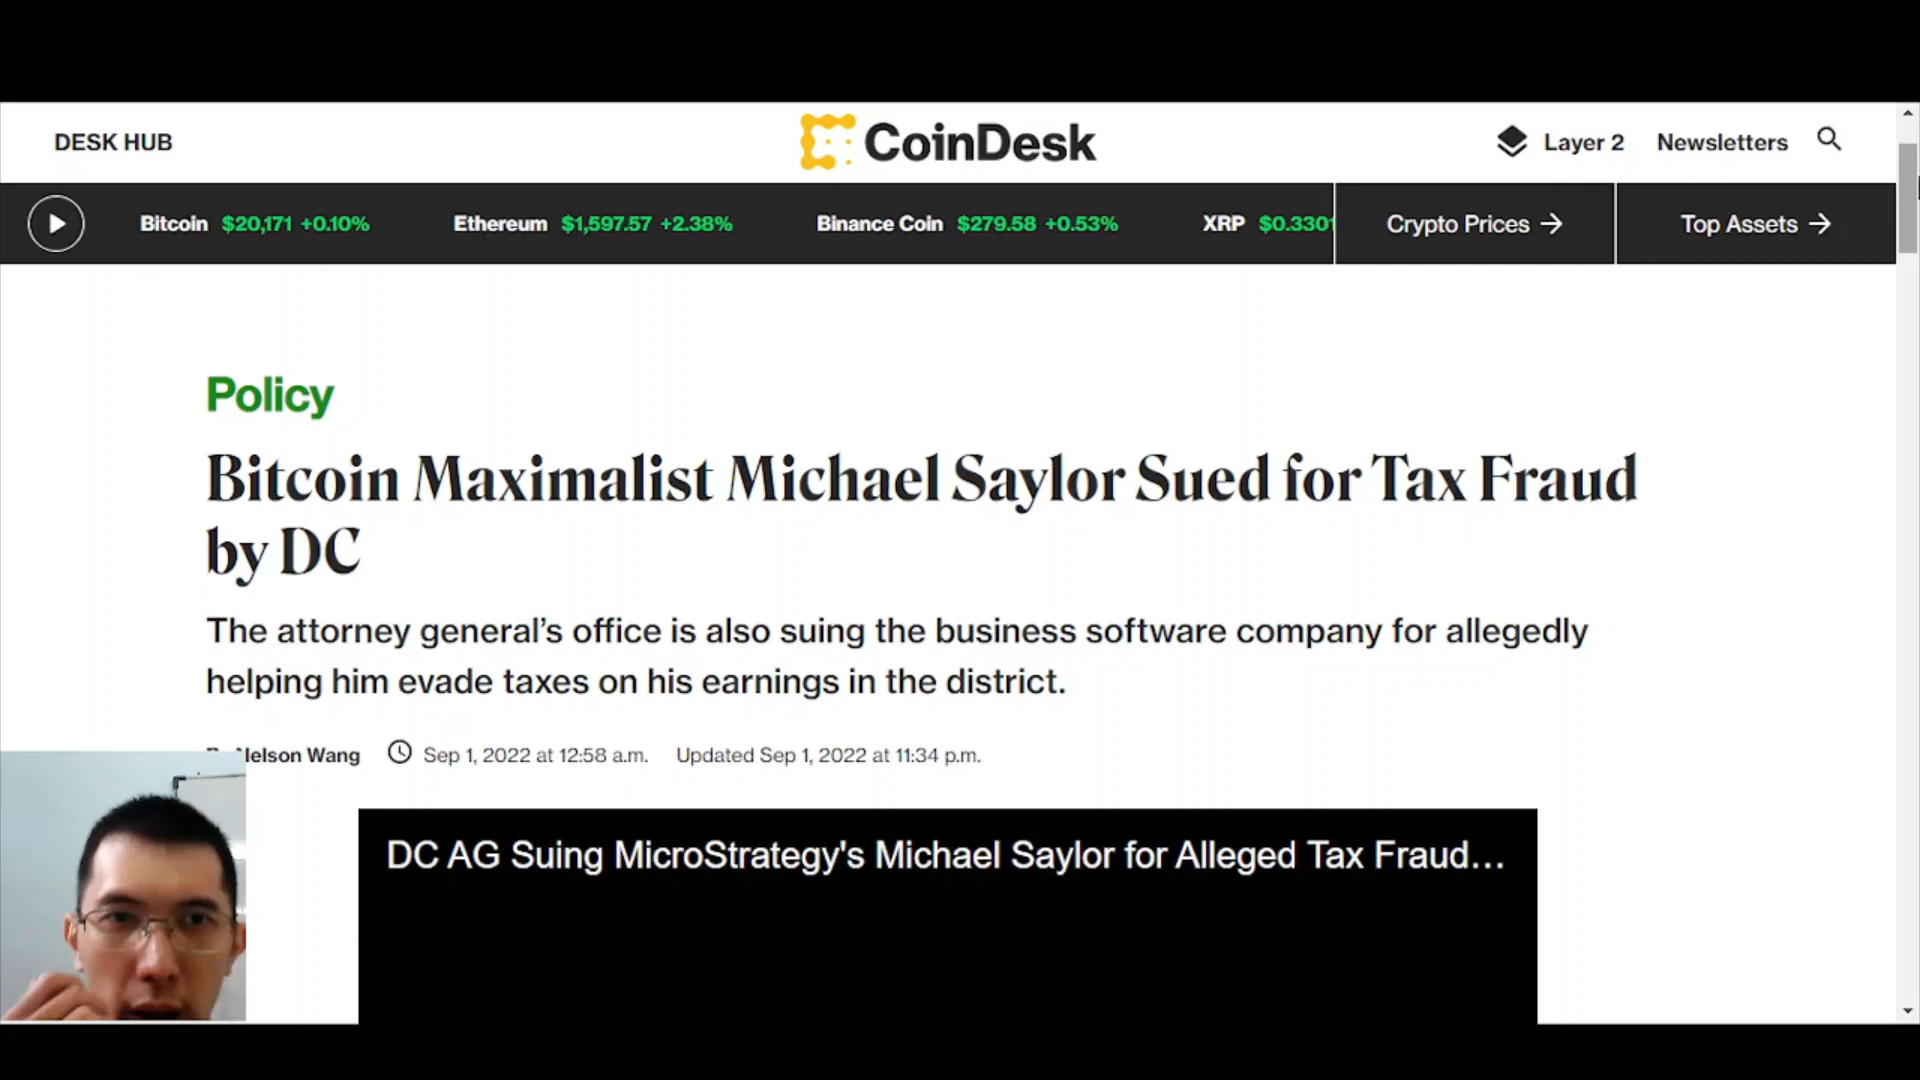 DESK HUB
CoinDesk
Layer 2
Newsletters
Bitcoin $20,171 +0.10%
Ethereum $1,597.57 +2.38%
Binance Coin $279.58 +0.53%
XRP $0.3301
Crypto Prices →
Top Assets →
Policy
Bitcoin Maximalist Michael Saylor Sued for Tax Fraud
by DC
The attorney general’s office is also suing the business software company for allegedly
helping him evade taxes on his earnings in the district.
Nelson Wang
Sep 1, 2022 at 12:58 a.m.
Updated Sep 1, 2022 at 11:34 p.m.
DC AG Suing MicroStrategy's Michael Saylor for Alleged Tax Fraud...